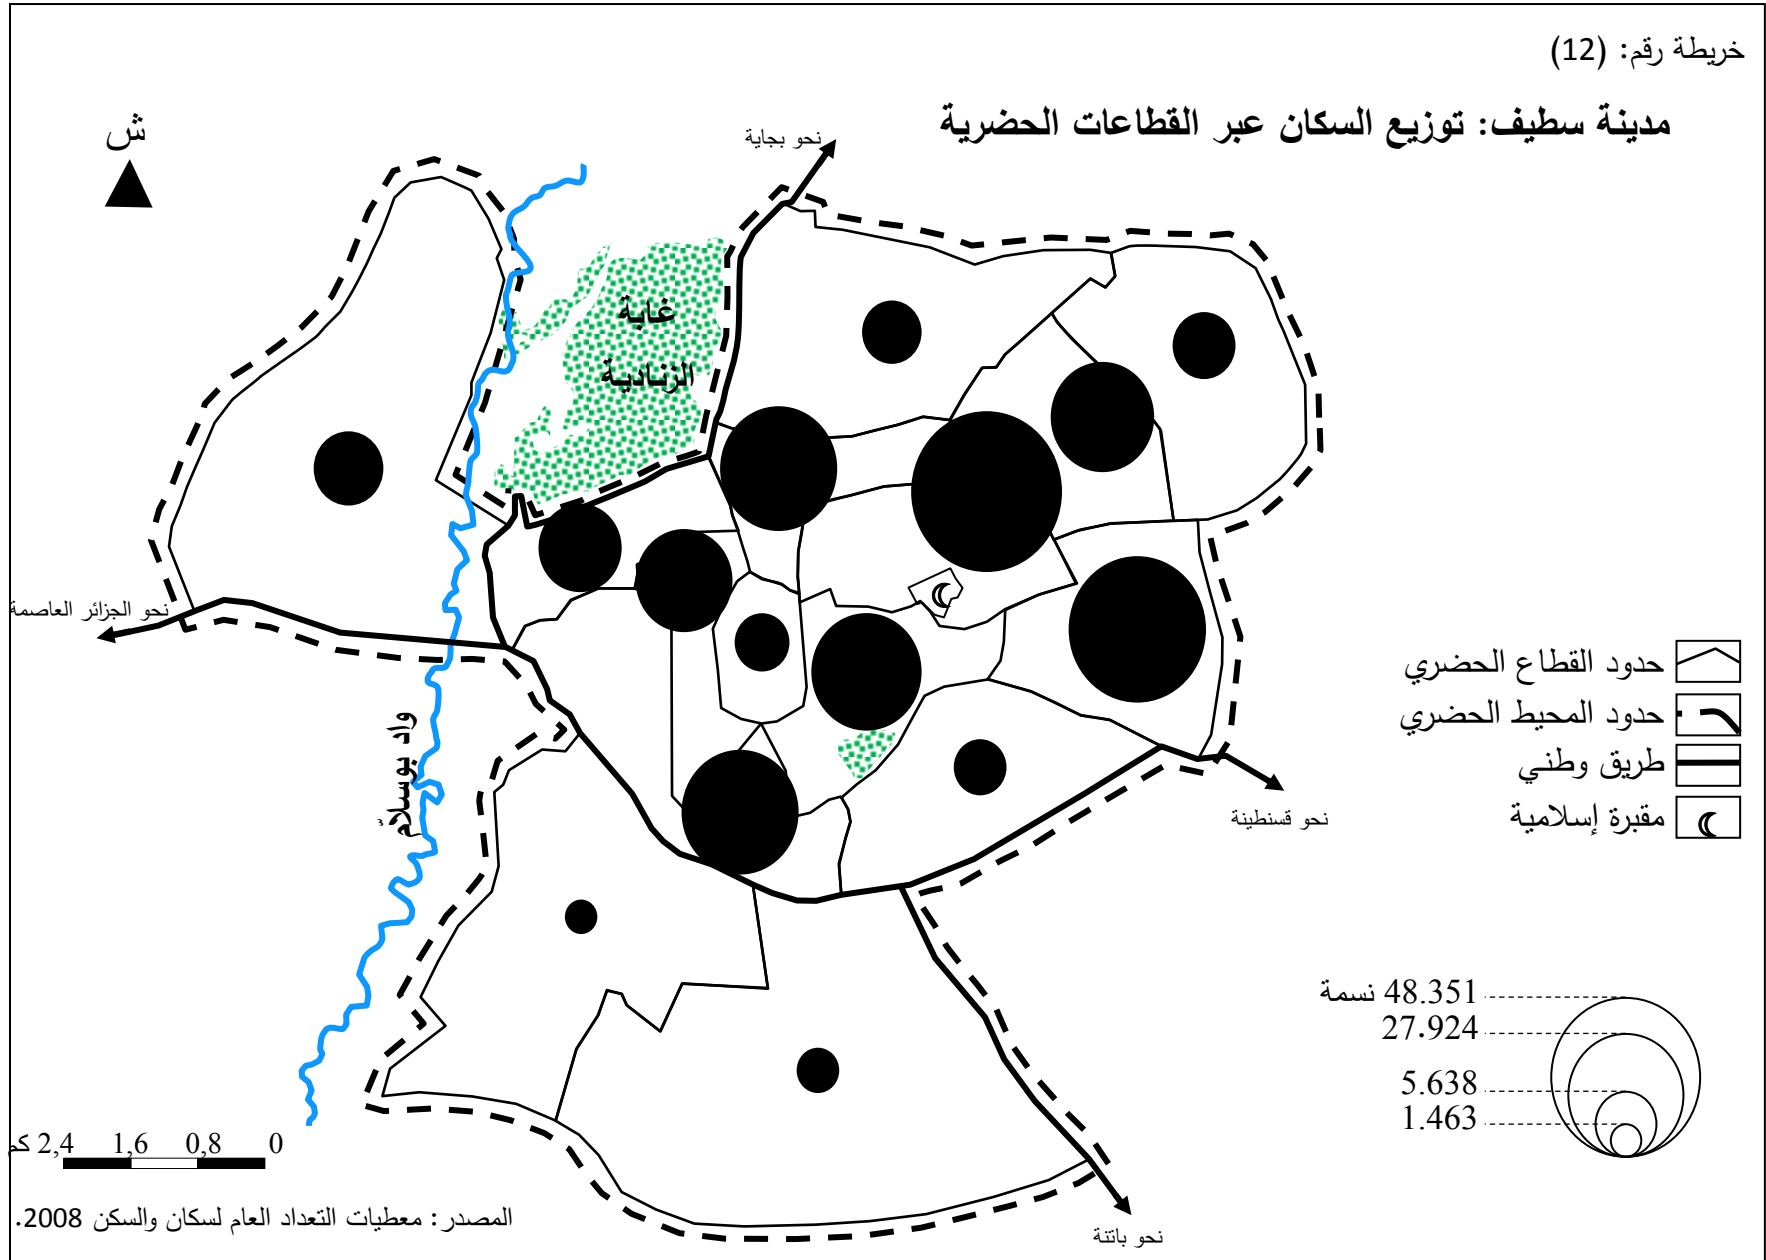 خريطة رقم: (12)
مدينة سطيف: توزيع السكان عبر القطاعات الحضرية
ش
نحو بجاية
غابة
الزنادية
نحو الجزائر العاصمة
واد بوسلام
نحو قسنطينة
نحو باتنة
حدود القطاع الحضري
حدود المحيط الحضري
طريق وطني
مقبرة إسلامية
48.351 نسمة
27.924
5.638
1.463
0 0,8 1,6 2,4 كم
المصدر: معطيات التعداد العام لسكان والسكن 2008.